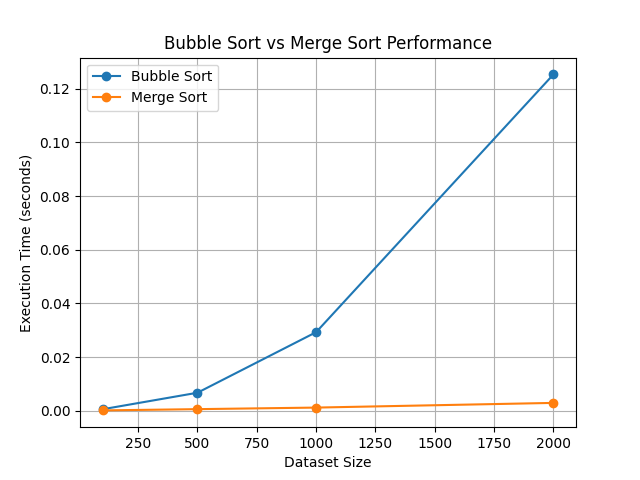 Bubble Sort vs Merge Sort Performance
Bubble Sort
Merge Sort
Execution Time (seconds)
0.12
0.10
0.08
0.06
0.04
0.02
0.00
250 500 750 1000 1250 1500 1750 2000
Dataset Size